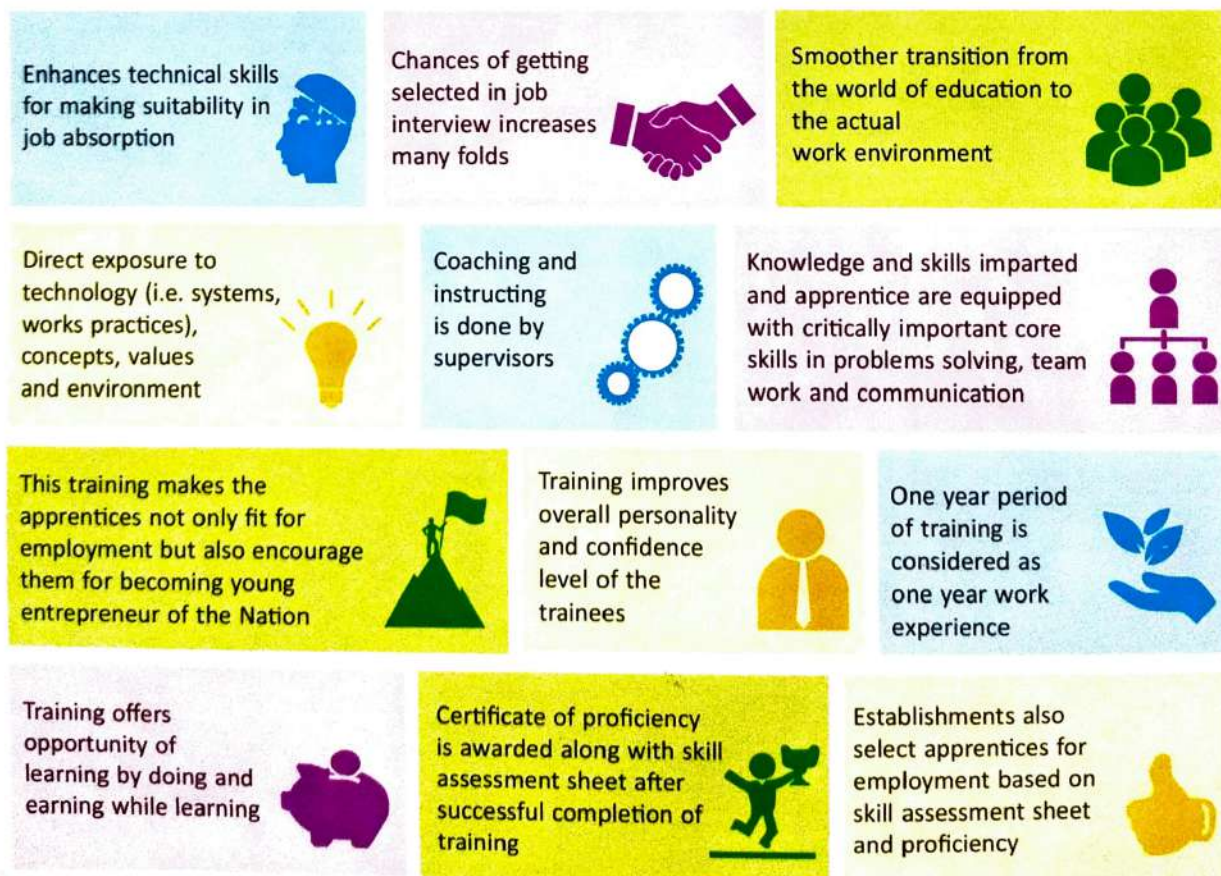 Enhances technical skills
for making suitability in
job absorption
Chances of getting
selected in job
interview increases
many folds
Smoother transition from
the world of education to
the actual
work environment
Direct exposure to
technology (i.e. systems,
works practices),
concepts, values
and environment
Coaching and
instructing
is done by
supervisors
Knowledge and skills imparted
and apprentice are equipped
with critically important core
skills in problems solving, team
work and communication
This training makes the
apprentices not only fit for
employment but also encourage
them for becoming young
entrepreneur of the Nation
Training improves
overall personality
and confidence
level of the
trainees
One year period
of training is
considered as
one year work
experience
Training offers
opportunity of
learning by doing and
earning while learning
Certificate of proficiency
is awarded along with skill
assessment sheet after
successful completion of
training
Establishments also
select apprentices for
employment based on
skill assessment sheet
and proficiency